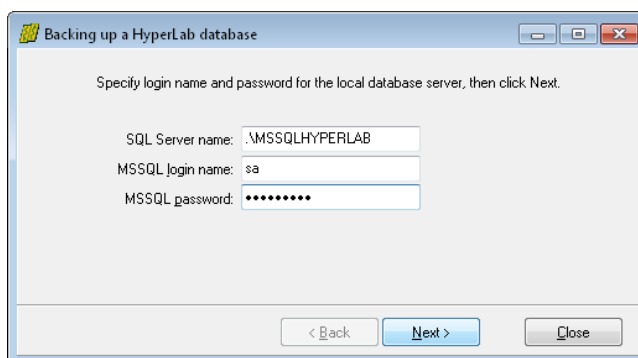 Backing up a HyperLab database
Specify login name and password for the local database server, then click Next.
SQL Server name: .\MSSQLHYPERLAB
MSSQL login name: sa
MSSQL password: •••••••••
< Back Next > Close